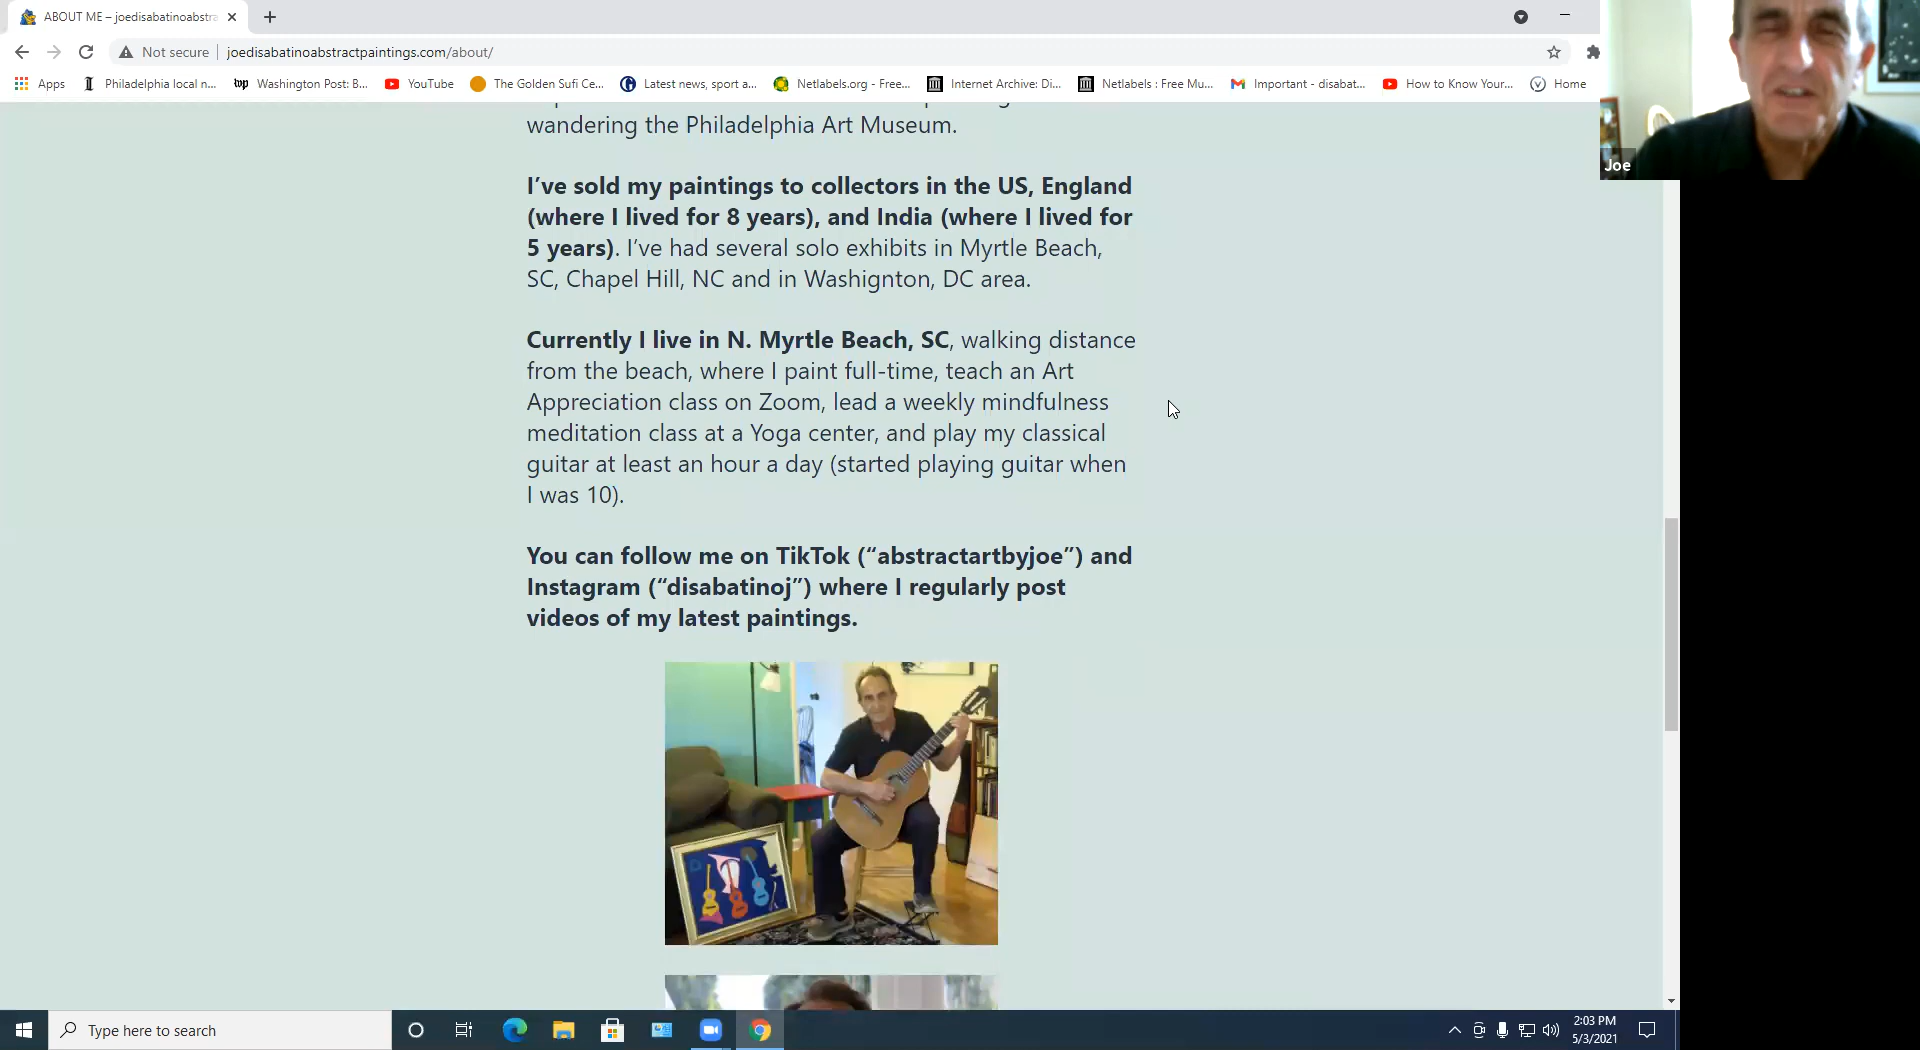 ABOUT ME – joedisabatinoabstra
Not secure
joedisabatinoabstractpaintings.com/about/
Apps
Philadelphia local n...
wp
Washington Post: B...
YouTube
The Golden Sufi Ce...
Latest news, sport a...
Netlabels.org - Free...
Internet Archive: Di...
Netlabels : Free Mu...
Important - disabat...
How to Know Your...
Home
Joe
wandering the Philadelphia Art Museum.
I’ve sold my paintings to collectors in the US, England
(where I lived for 8 years), and India (where I lived for
5 years). I’ve had several solo exhibits in Myrtle Beach,
SC, Chapel Hill, NC and in Washignton, DC area.
Currently I live in N. Myrtle Beach, SC, walking distance
from the beach, where I paint full-time, teach an Art
Appreciation class on Zoom, lead a weekly mindfulness
meditation class at a Yoga center, and play my classical
guitar at least an hour a day (started playing guitar when
I was 10).
You can follow me on TikTok (“abstractartbyjoe”) and
Instagram (“disabatinoj”) where I regularly post
videos of my latest paintings.
Type here to search
2:03 PM
5/3/2021